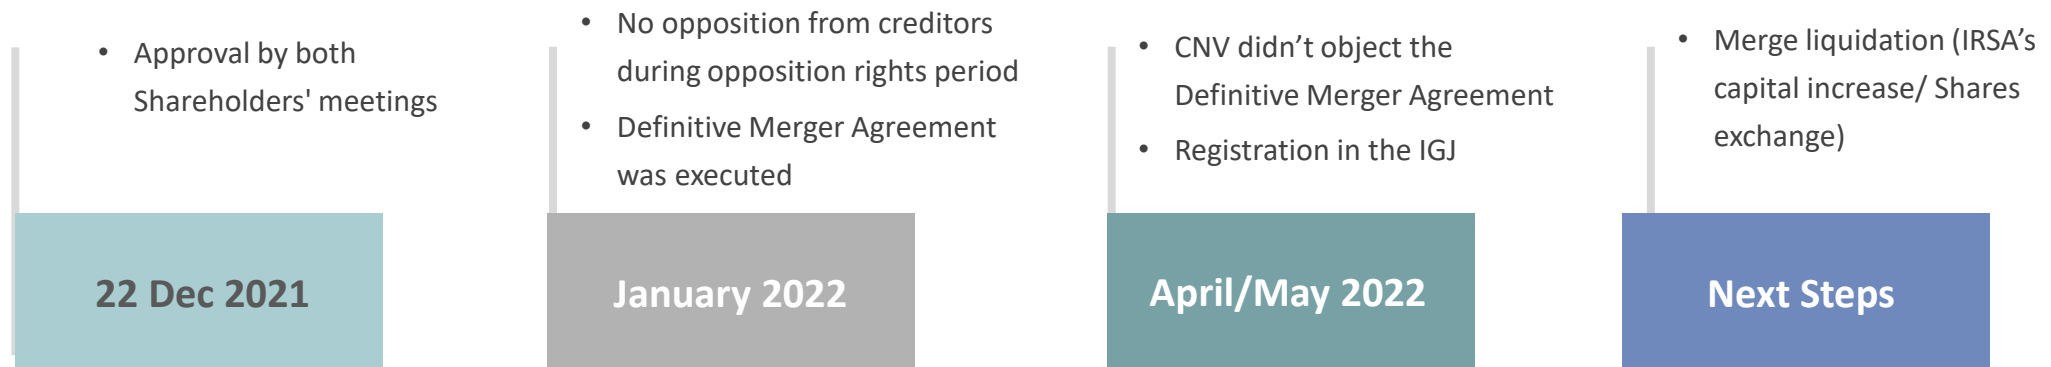 • Approval by both
Shareholders' meetings
22 Dec 2021
• No opposition from creditors
during opposition rights period
• Definitive Merger Agreement
was executed
January 2022
• CNV didn’t object the
Definitive Merger Agreement
• Registration in the IGJ
April/May 2022
• Merge liquidation (IRSA’s
capital increase/ Shares
exchange)
Next Steps